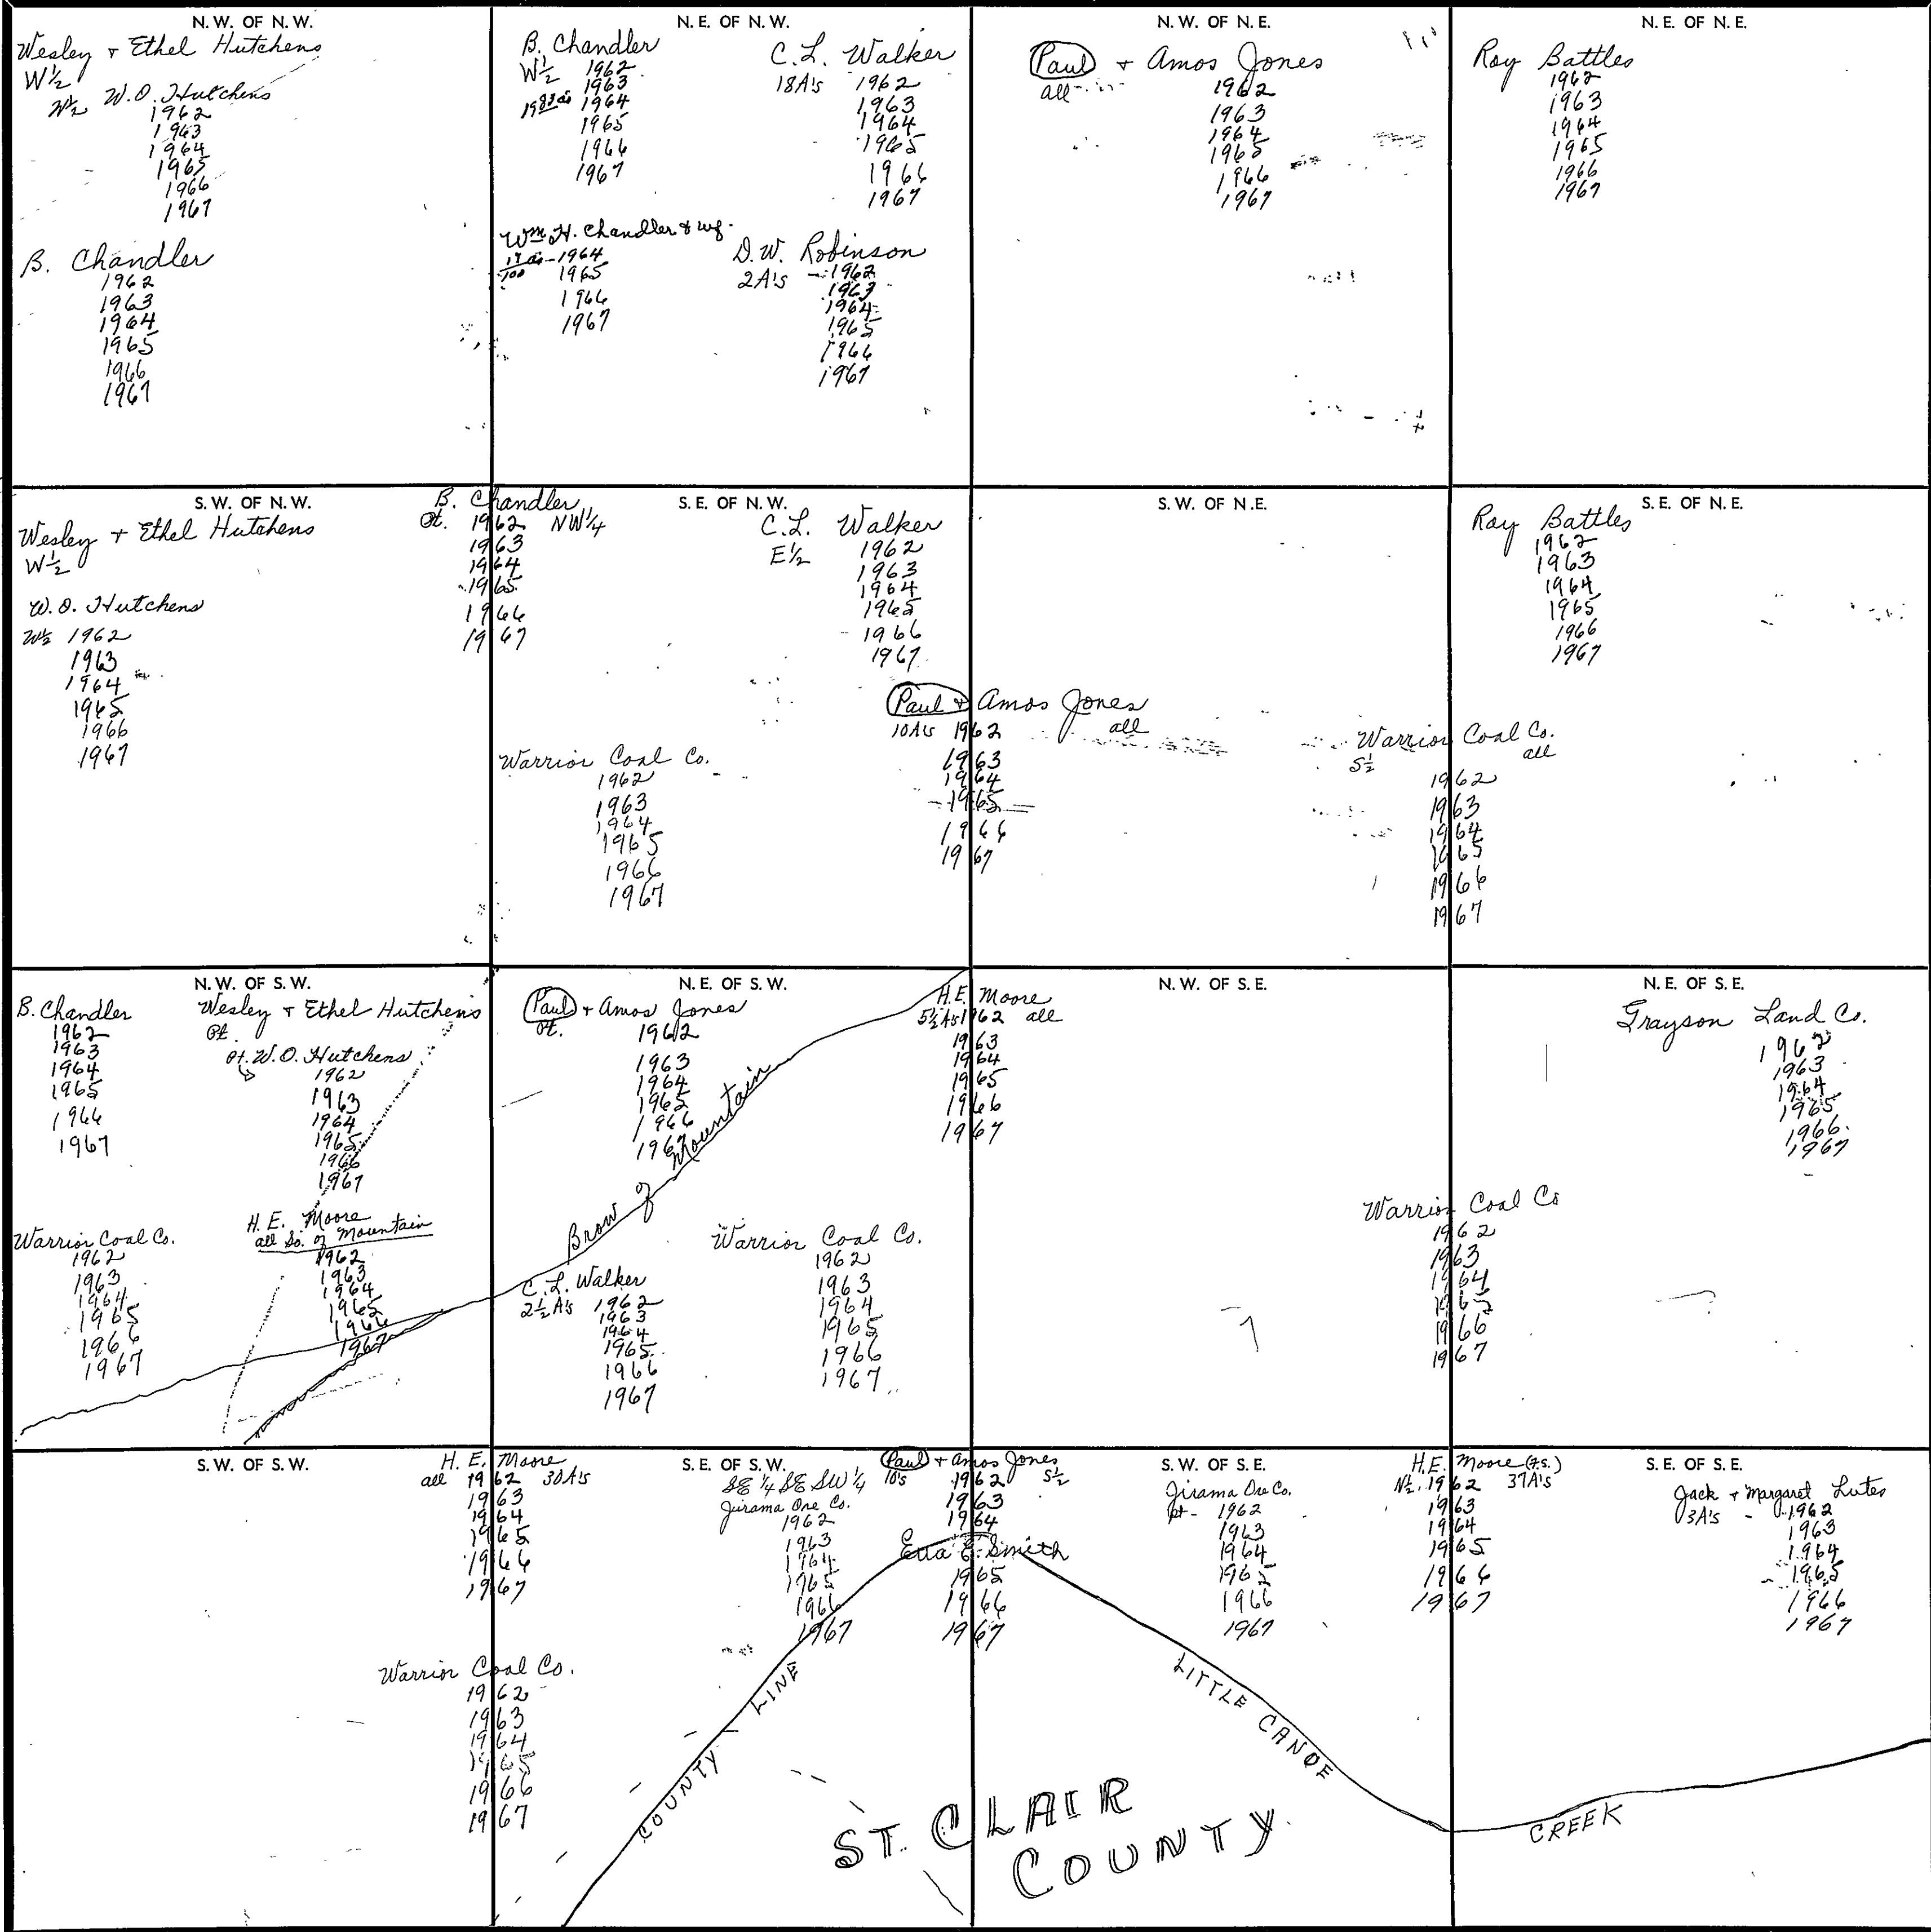 N. W. OF N. W.
Wesley + Ethel Hutchens
W½
W½ W.O. Hutchens
1962
1963
1964
1965
1966
1967
B. Chandler
1962
1963
1964
1965
1966
1967
N. E. OF N. W.
B. Chandler
W½ 1962
1963
1964
1965
1966
1967
C.L. Walker
18A's 1962
1963
1964
1965
1966
1967
Wm H. Chandler & wf.
1964
1965
1966
1967
D.W. Robinson
2A's - 1962
1963
1964
1965
1966
1967
N. W. OF N. E.
Paul + Amos Jones
all 1962
1963
1964
1965
1966
1967
N. E. OF N. E.
Ray Battles
1962
1963
1964
1965
1966
1967
S. W. OF N. W.
Wesley + Ethel Hutchens
W½
W.O. Hutchens
W½ 1962
1963
1964
1965
1966
1967
B. Chandler
Pt. 1962 NW¼
1963
1964
1965
1966
1967
S. E. OF N. W.
C.L. Walker
E½ 1962
1963
1964
1965
1966
1967
Warrior Coal Co.
1962
1963
1964
1965
1966
1967
Paul + Amos Jones
10A's 1962 all
1963
1964
1965
1966
1967
S. W. OF N. E.
S. E. OF N. E.
Ray Battles
1962
1963
1964
1965
1966
1967
Warrior Coal Co.
S½ all
1962
1963
1964
1965
1966
1967
N. W. OF S. W.
B. Chandler
1962
1963
1964
1965
1966
1967
Wesley + Ethel Hutchens
Pt.
Pt. W.O. Hutchens
1962
1963
1964
1965
1966
1967
Warrior Coal Co.
1962
1963
1964
1965
1966
1967
H.E. Moore
all So. of Mountain
1962
1963
1964
1965
1966
1967
N. E. OF S. W.
Paul + Amos Jones
Pt. 1962
1963
1964
1965
1966
1967
Brow of Mountain
C.L. Walker
2½ A's 1962
1963
1964
1965
1966
1967
Warrior Coal Co.
1962
1963
1964
1965
1966
1967
H.E. Moore
5½ A's 1962 all
1963
1964
1965
1966
1967
N. W. OF S. E.
N. E. OF S. E.
Grayson Land Co.
1962
1963
1964
1965
1966
1967
Warrior Coal Co
1962
1963
1964
1965
1966
1967
S. W. OF S. W.
H. E. Moore
all 1962 30A's
1963
1964
1965
1966
1967
Warrior Coal Co.
1962
1963
1964
1965
1966
1967
S. E. OF S. W.
SE ¼ SE SW ¼
Jirama Ore Co.
1962
1963
1964
1965
1966
1967
Paul + Amos Jones
10's 1962 S½
1963
1964
Etta E. Smith
1965
1966
1967
S. W. OF S. E.
Jirama Ore Co.
pt - 1962
1963
1964
1965
1966
1967
H.E. Moore (F.S.)
N½ 1962 37A's
1963
1964
1965
1966
1967
S. E. OF S. E.
Jack + Margaret Lutes
3A's - 1962
1963
1964
1965
1966
1967
COUNTY LINE
LITTLE CANOE
CREEK
ST. CLAIR
COUNTY